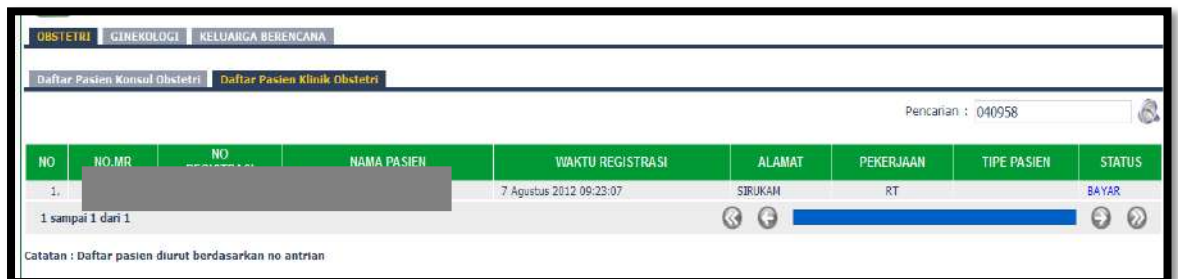 OBSTETRI GINEKOLOGI KELUARGA BERENCANA
Daftar Pasien Konsul Obstetri Daftar Pasien Klinik Obstetri
Pencarian : 040958
NO NO.MR NO NAMA PASIEN WAKTU REGISTRASI ALAMAT PEKERJAAN TIPE PASIEN STATUS
1. 7 Agustus 2012 09:23:07 SIRUKAM RT BAYAR
1 sampai 1 dari 1
Catatan : Daftar pasien diurut berdasarkan no antrian